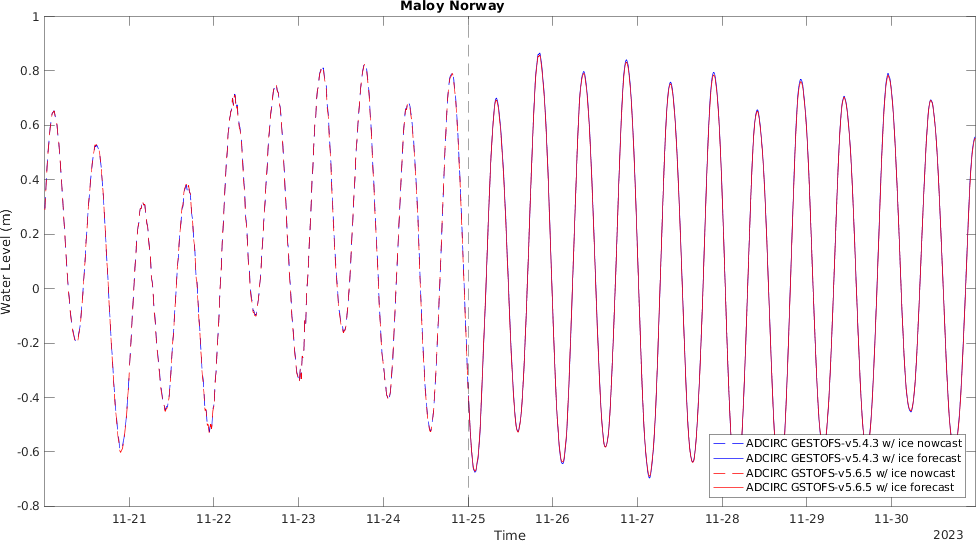 Maloy Norway
Water Level (m)
1
0.8
0.6
0.4
0.2
0
-0.2
-0.4
-0.6
-0.8
ADCIRC GESTOFS-v5.4.3 w/ ice nowcast
ADCIRC GESTOFS-v5.4.3 w/ ice forecast
ADCIRC GSTOFS-v5.6.5 w/ ice nowcast
ADCIRC GSTOFS-v5.6.5 w/ ice forecast
11-21 11-22 11-23 11-24 11-25 11-26 11-27 11-28 11-29 11-30
Time
2023